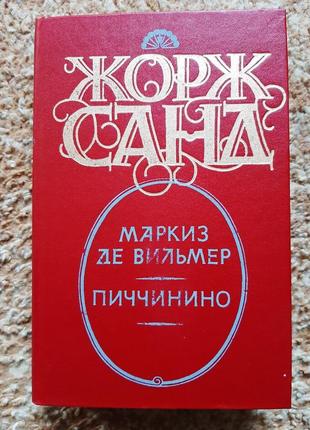 ЖОРЖ
САНД
МАРКИЗ
ДЕ ВИЛЬМЕР
ПИЧЧИНИНО